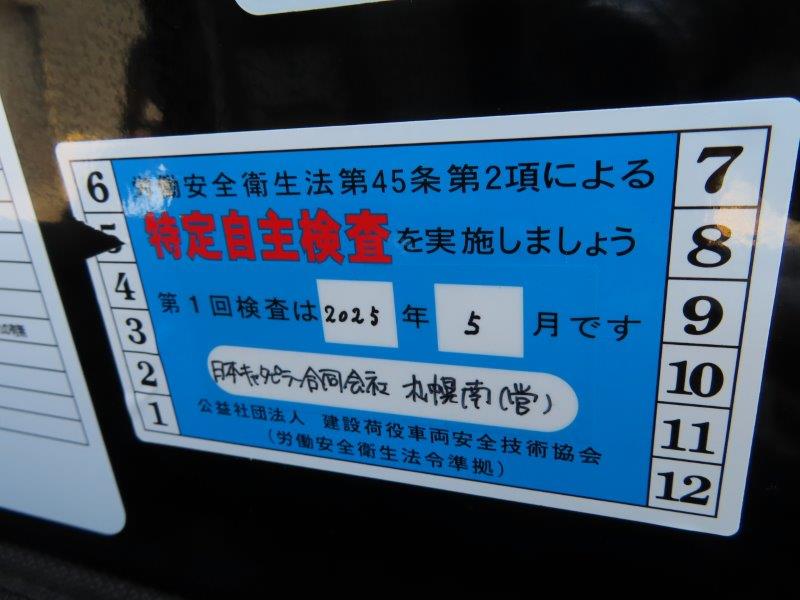 労働安全衛生法第45条第2項による
特定自主検査を実施しましょう
第1回検査は2025年5月です
日本キャタピラー合同会社 札幌南(営)
公益社団法人 建設荷役車両安全技術協会
(労働安全衛生法令準拠)
6
5
4
3
2
1
7
8
9
10
11
12